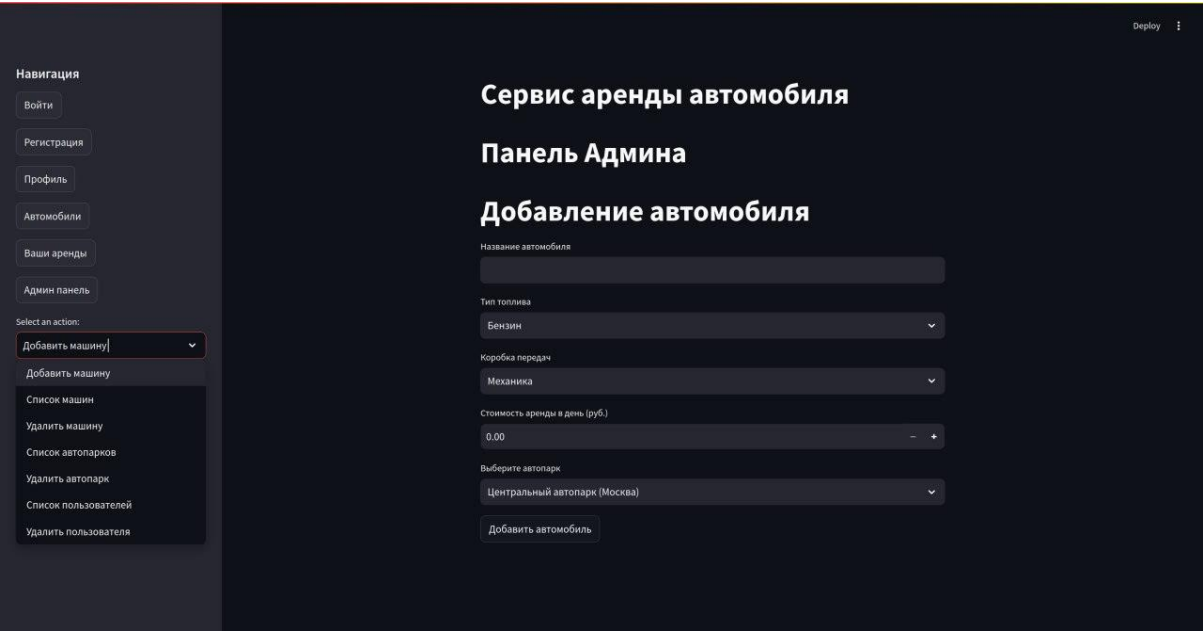 Deploy
Навигация
Войти
Регистрация
Профиль
Автомобили
Ваши аренды
Админ панель
Select an action:
Добавить машину
Добавить машину
Список машин
Удалить машину
Список автопарков
Удалить автопарк
Список пользователей
Удалить пользователя
Сервис аренды автомобиля
Панель Админа
Добавление автомобиля
Название автомобиля
Тип топлива
Бензин
Коробка передач
Механика
Стоимость аренды в день (руб.)
0.00
Выберите автопарк
Центральный автопарк (Москва)
Добавить автомобиль